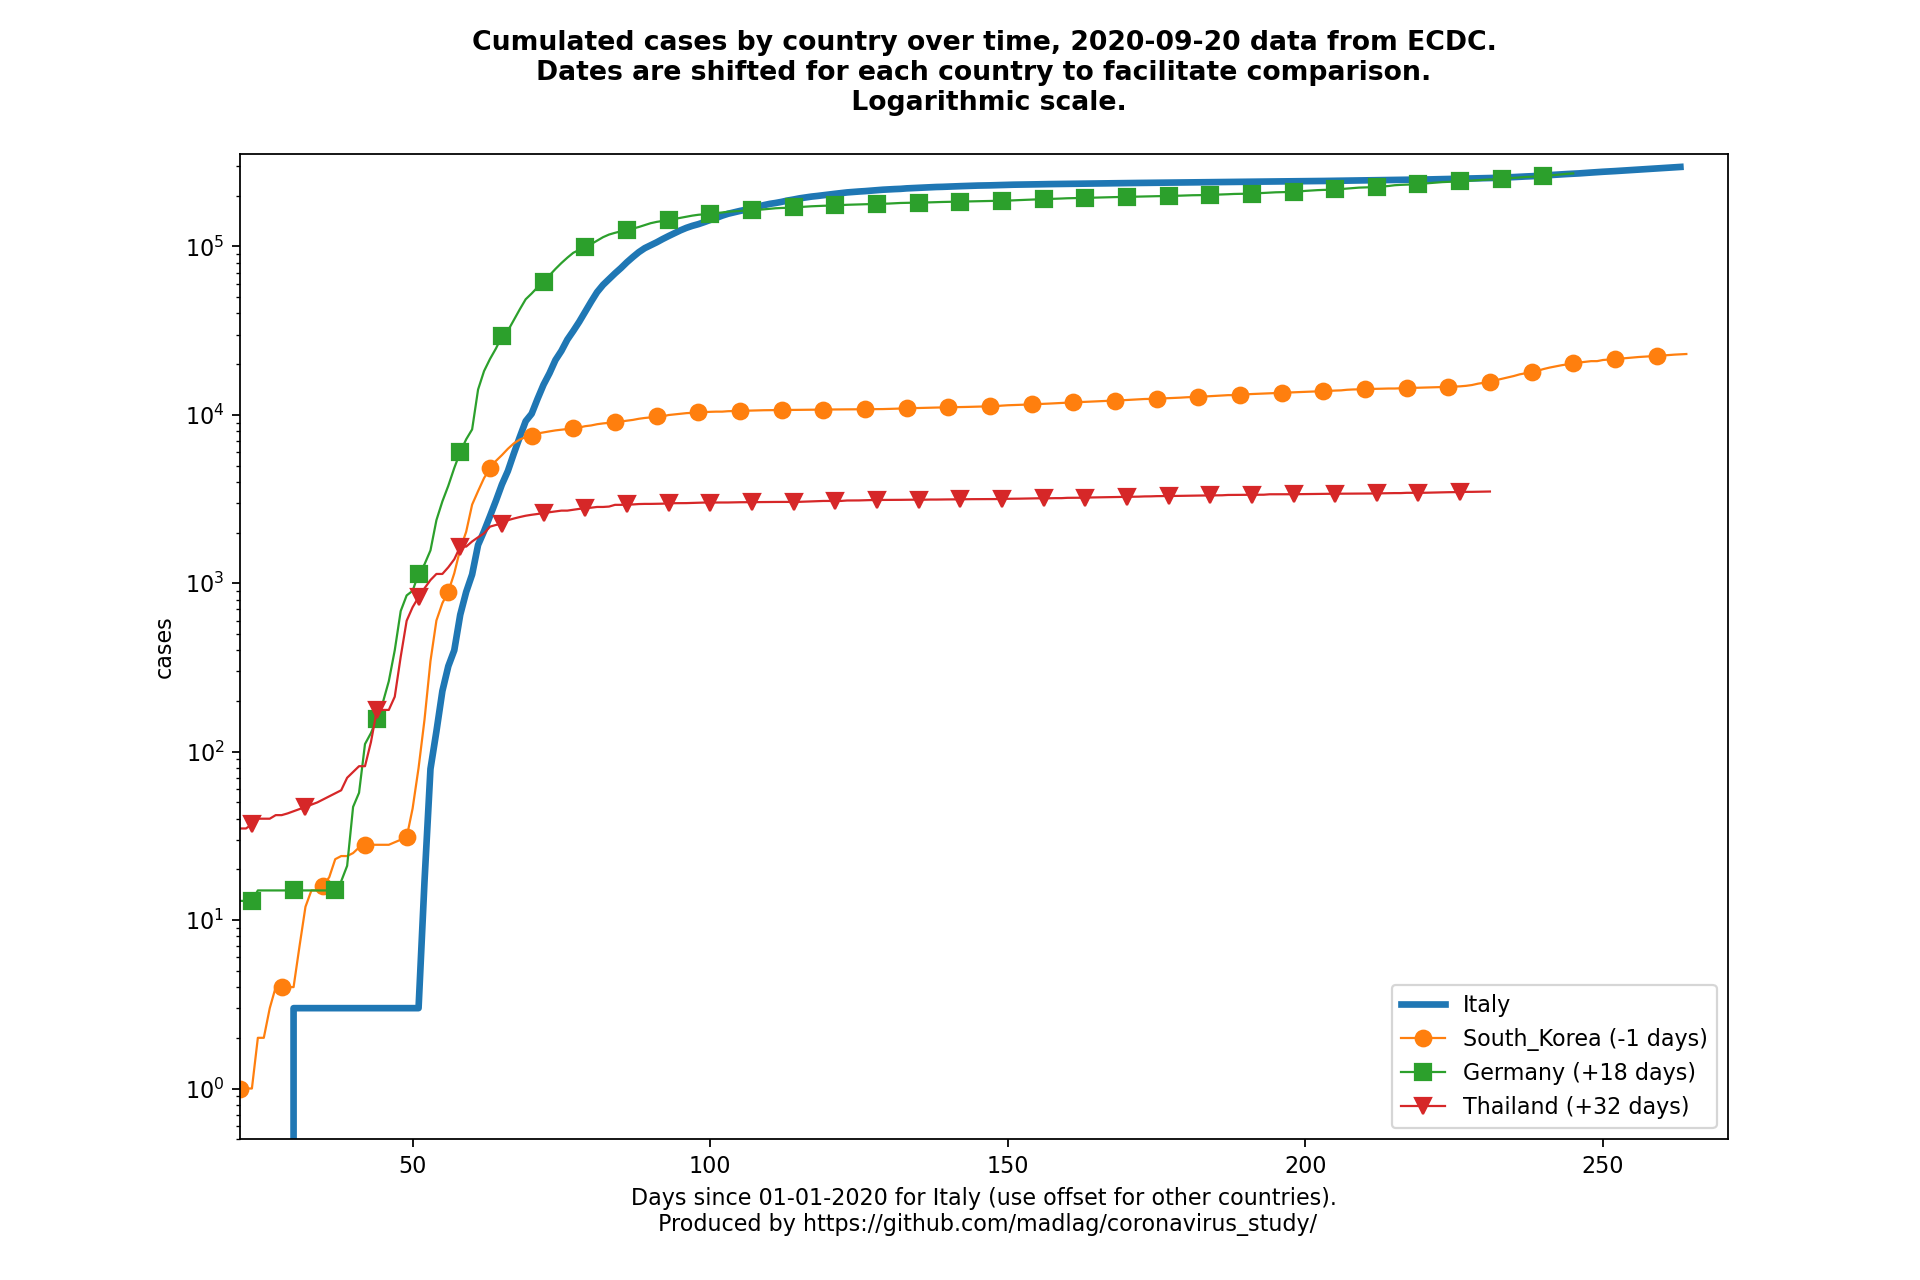 Cumulated cases by country over time, 2020-09-20 data from ECDC.
Dates are shifted for each country to facilitate comparison.
Logarithmic scale.
10^5
10^4
10^3
10^2
10^1
10^0
cases
Italy
South_Korea (-1 days)
Germany (+18 days)
Thailand (+32 days)
50 100 150 200 250
Days since 01-01-2020 for Italy (use offset for other countries).
Produced by https://github.com/madlag/coronavirus_study/